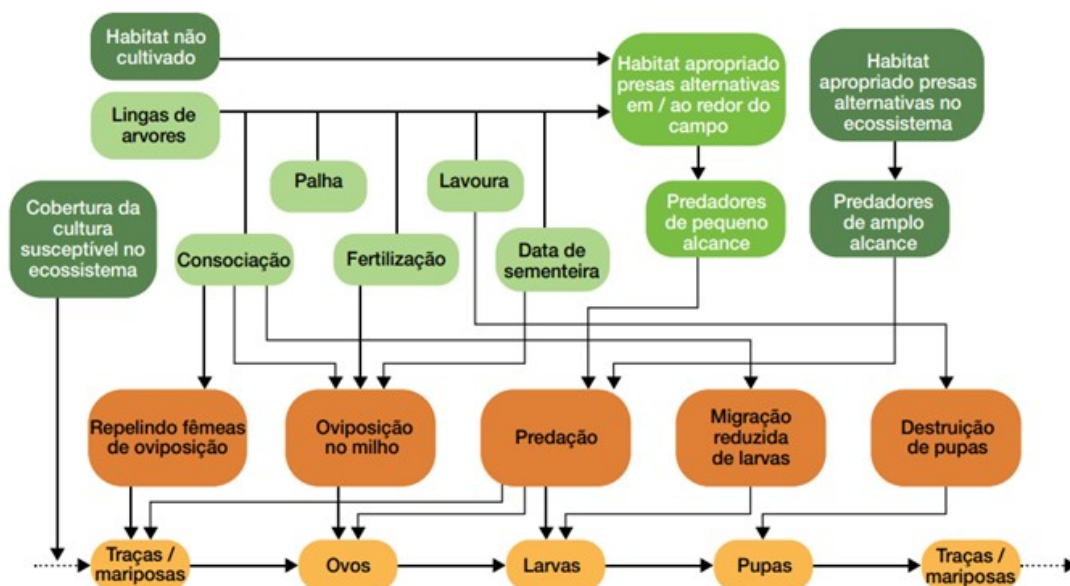 Habitat não
cultivado
Habitat apropriado
presas alternativas
em / ao redor do
campo
Habitat
apropriado presas
alternativas no
ecossistema
Lingas de
arvores
Palha
Lavoura
Cobertura da
cultura
susceptível no
ecossistema
Predadores
de pequeno
alcance
Predadores
de amplo
alcance
Consociação
Fertilização
Data de
sementeira
Repelindo fêmeas
de oviposição
Oviposição
no milho
Predação
Migração
reduzida
de larvas
Destruição
de pupas
Traças /
mariposas
Ovos
Larvas
Pupas
Traças /
mariposas